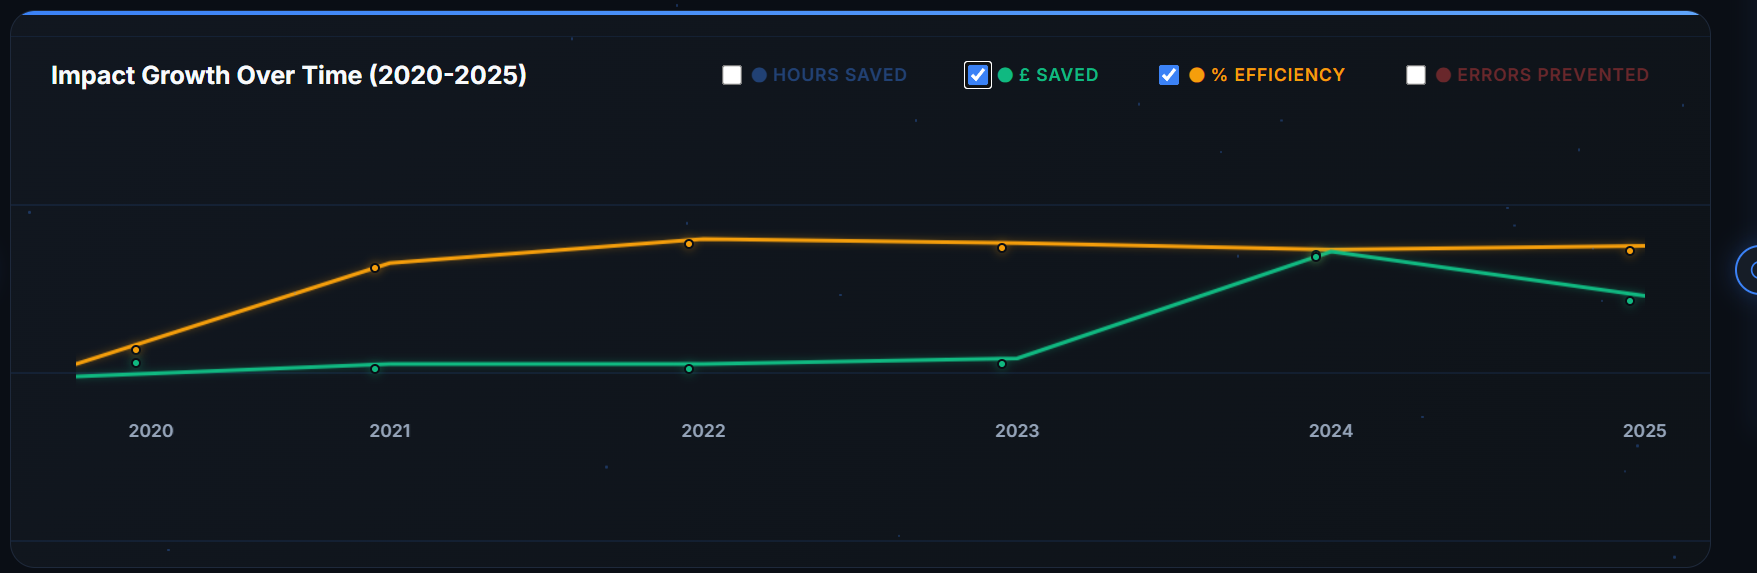 Impact Growth Over Time (2020-2025)
HOURS SAVED
£ SAVED
% EFFICIENCY
ERRORS PREVENTED
2020 2021 2022 2023 2024 2025